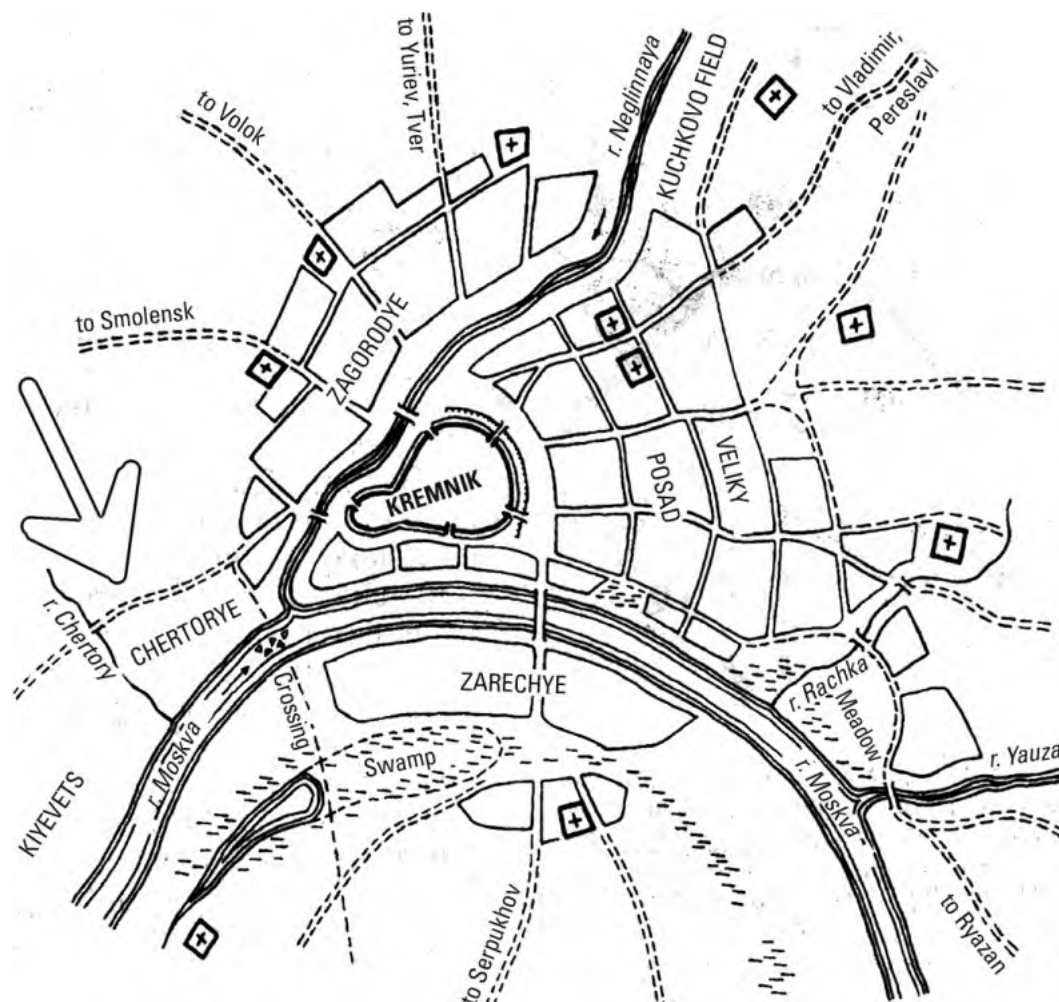 to Volok
to Yuriev, Tver
r. Neglinnaya
KUCHKOVO FIELD
to Vladimir,
Pereslavl
to Smolensk
ZAGORODYE
KREMNIK
POSAD
VELIKY
r. Chertory
CHERTORYE
ZARECHYE
r. Rachka
Meadow
Crossing
r. Moskva
Swamp
r. Moskva
r. Yauza
KIYEVETS
to Serpukhov
to Ryazan